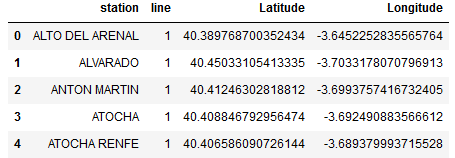 station line Latitude Longitude
0 ALTO DEL ARENAL 1 40.389768700352434 -3.6452252835565764
1 ALVARADO 1 40.45033105413335 -3.7033178070796913
2 ANTON MARTIN 1 40.41246302818812 -3.6993757416732405
3 ATOCHA 1 40.408846792956474 -3.692490883566612
4 ATOCHA RENFE 1 40.406586090726144 -3.689379993715528